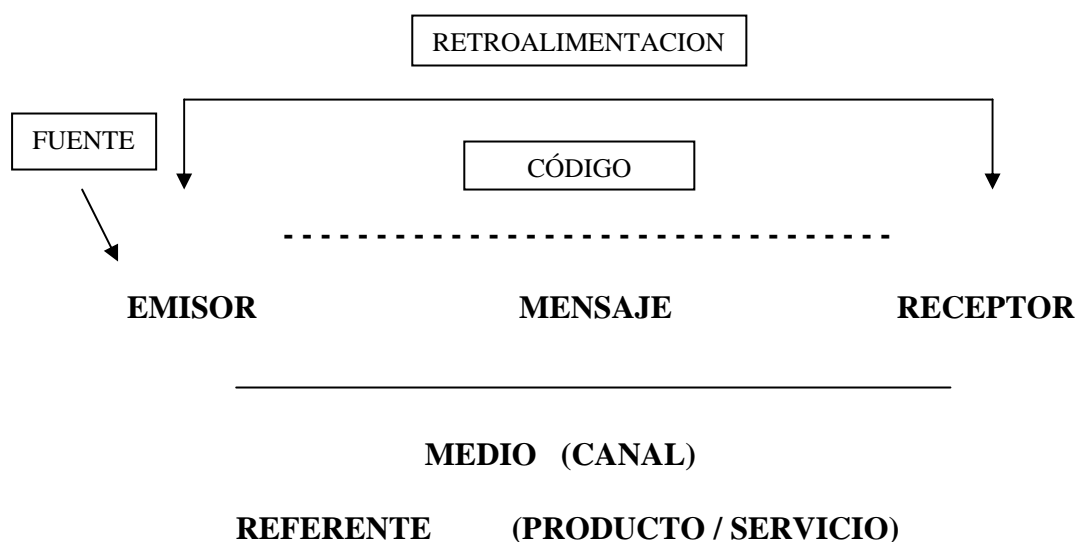 RETROALIMENTACION
FUENTE
CÓDIGO
EMISOR MENSAJE RECEPTOR
MEDIO (CANAL)
REFERENTE (PRODUCTO / SERVICIO)